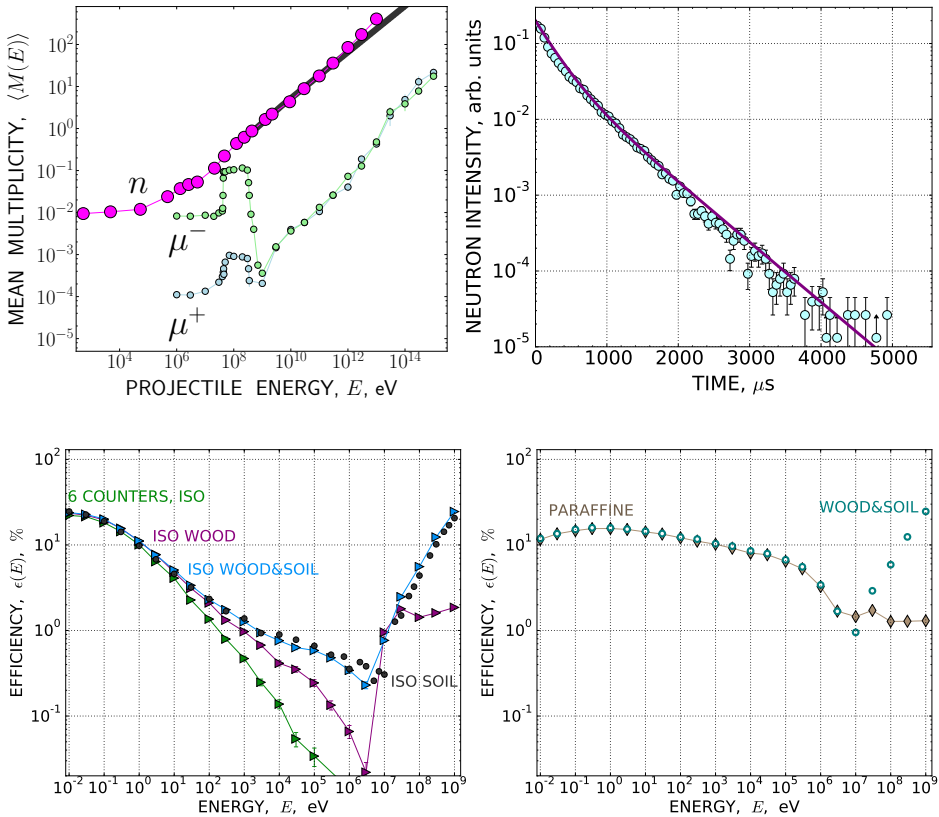 MEAN MULTIPLICITY, ⟨M(E)⟩
10²
10¹
10⁰
10⁻¹
10⁻²
10⁻³
10⁻⁴
10⁻⁵
n
μ⁻
μ⁺
10⁴ 10⁶ 10⁸ 10¹⁰ 10¹² 10¹⁴
PROJECTILE ENERGY, E, eV
NEUTRON INTENSITY, arb. units
10⁻¹
10⁻²
10⁻³
10⁻⁴
10⁻⁵
0 1000 2000 3000 4000 5000
TIME, μs
EFFICIENCY, ϵ(E), %
10²
10¹
10⁰
10⁻¹
6 COUNTERS, ISO
ISO WOOD
ISO WOOD&SOIL
ISO SOIL
10⁻² 10⁻¹ 10⁰ 10¹ 10² 10³ 10⁴ 10⁵ 10⁶ 10⁷ 10⁸ 10⁹
ENERGY, E, eV
EFFICIENCY, ϵ(E), %
10²
10¹
10⁰
10⁻¹
PARAFFINE
WOOD&SOIL
10⁻² 10⁻¹ 10⁰ 10¹ 10² 10³ 10⁴ 10⁵ 10⁶ 10⁷ 10⁸ 10⁹
ENERGY, E, eV